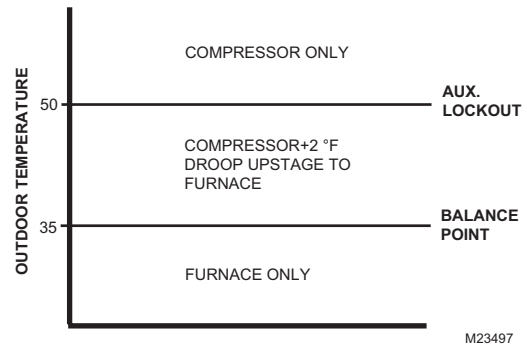 OUTDOOR TEMPERATURE
COMPRESSOR ONLY
50
AUX.
LOCKOUT
COMPRESSOR+2 °F
DROOP UPSTAGE TO
FURNACE
35
BALANCE
POINT
FURNACE ONLY
M23497